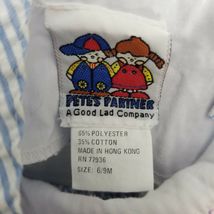 PETE'S PARTNER
A Good Lad Company
65% POLYESTER
35% COTTON
MADE IN HONG KONG
RN 77936
SIZE: 6/9M